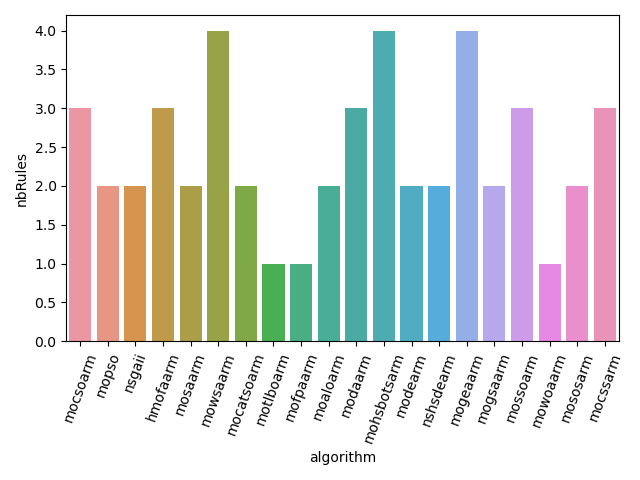 4.0
3.5
3.0
2.5
2.0
1.5
1.0
0.5
0.0
nbRules
mocsoarm
mopso
nsgaii
hmofaarm
mosaarm
mowsaarm
mocatsoarm
motlboarm
mofpaarm
moaloarm
modaarm
mohsbotsarm
modearm
nshsdearm
mogeaarm
mogsaarm
mossoarm
mowoaarm
mososarm
mocssarm
algorithm